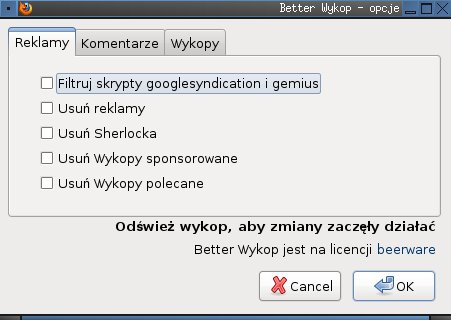 Better Wykop - opcje
Reklamy Komentarze Wykopy
Filtruj skrypty googlesyndication i gemius
Usuń reklamy
Usuń Sherlocka
Usuń Wykopy sponsorowane
Usuń Wykopy polecane
Odśwież wykop, aby zmiany zaczęły działać
Better Wykop jest na licencji beerware
Cancel OK